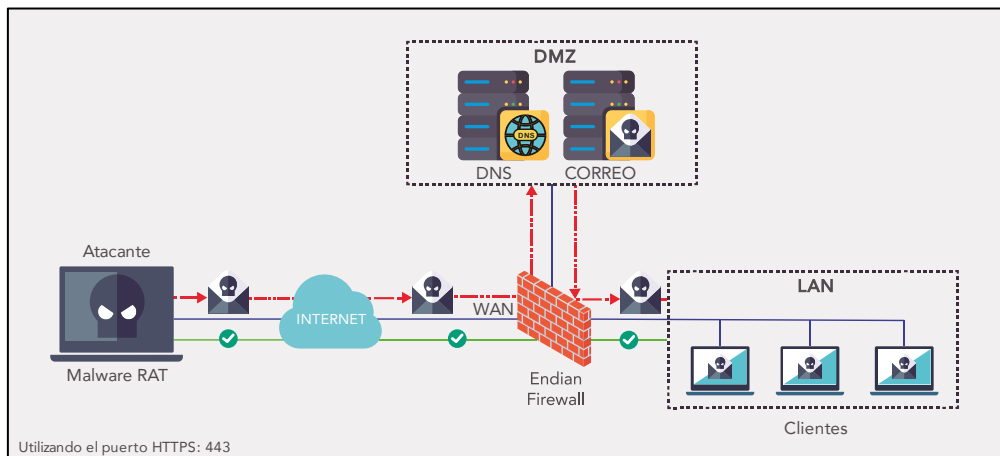 DMZ
DNS
DNS
CORREO
Atacante
INTERNET
WAN
LAN
Malware RAT
Endian
Firewall
Clientes
Utilizando el puerto HTTPS: 443